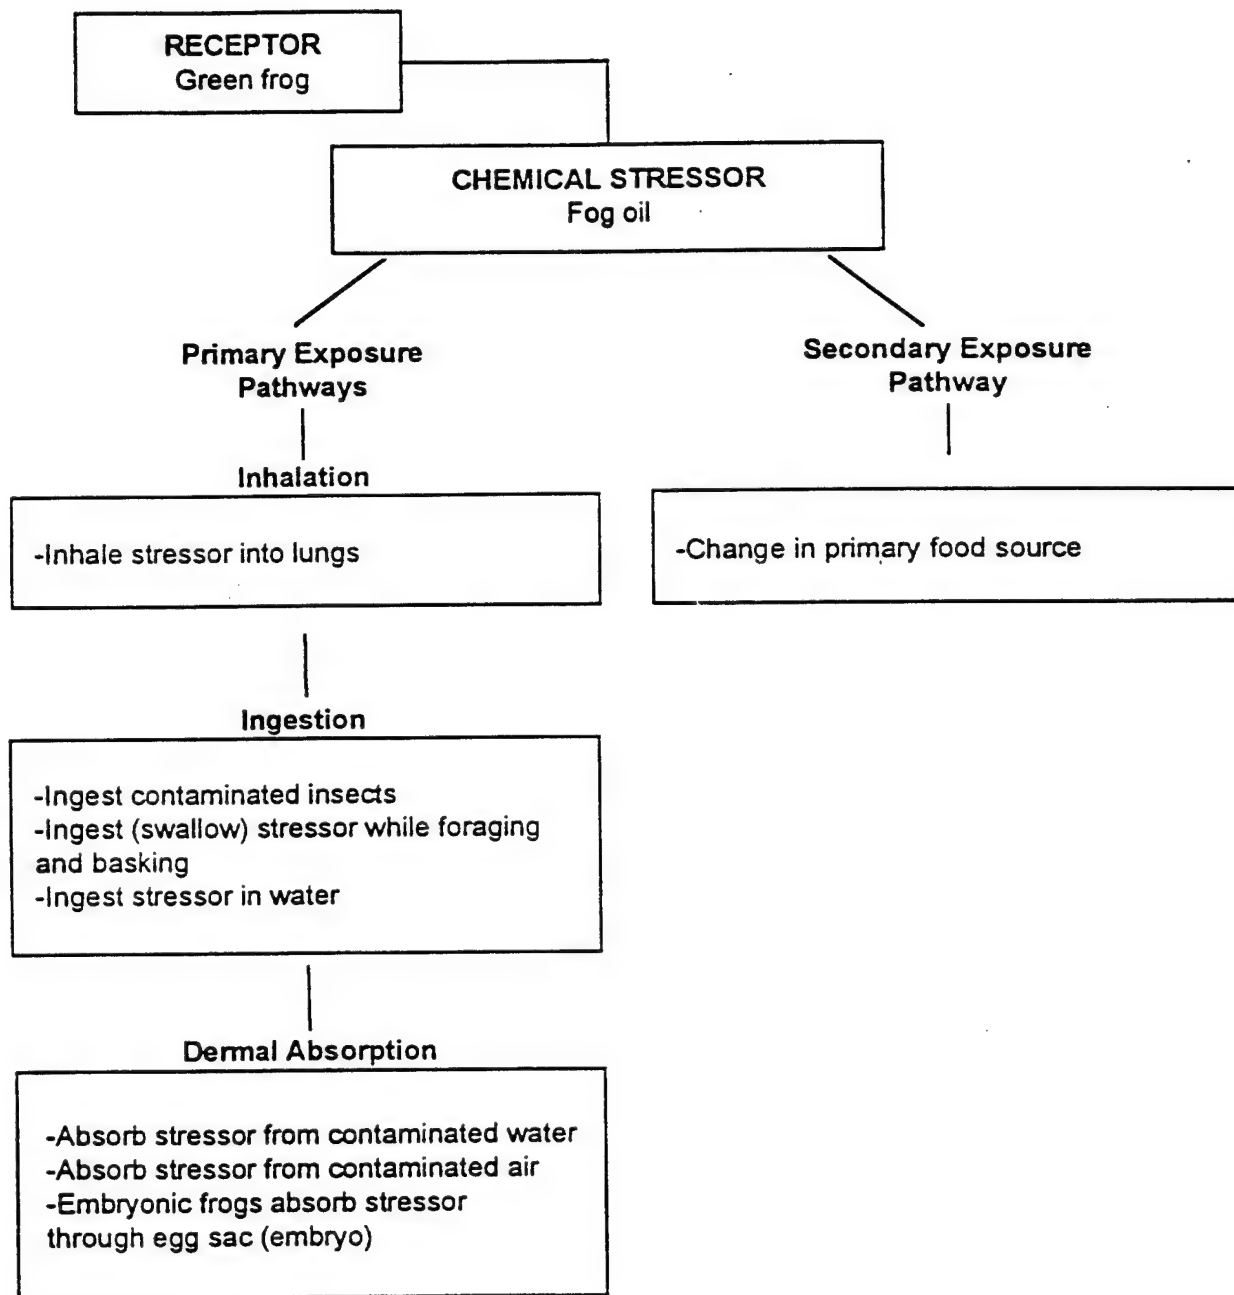 RECEPTOR
Green frog
CHEMICAL STRESSOR
Fog oil
Primary Exposure
Pathways
Secondary Exposure
Pathway
Inhalation
-Inhale stressor into lungs
-Change in primary food source
Ingestion
-Ingest contaminated insects
-Ingest (swallow) stressor while foraging
and basking
-Ingest stressor in water
Dermal Absorption
-Absorb stressor from contaminated water
-Absorb stressor from contaminated air
-Embryonic frogs absorb stressor
through egg sac (embryo)